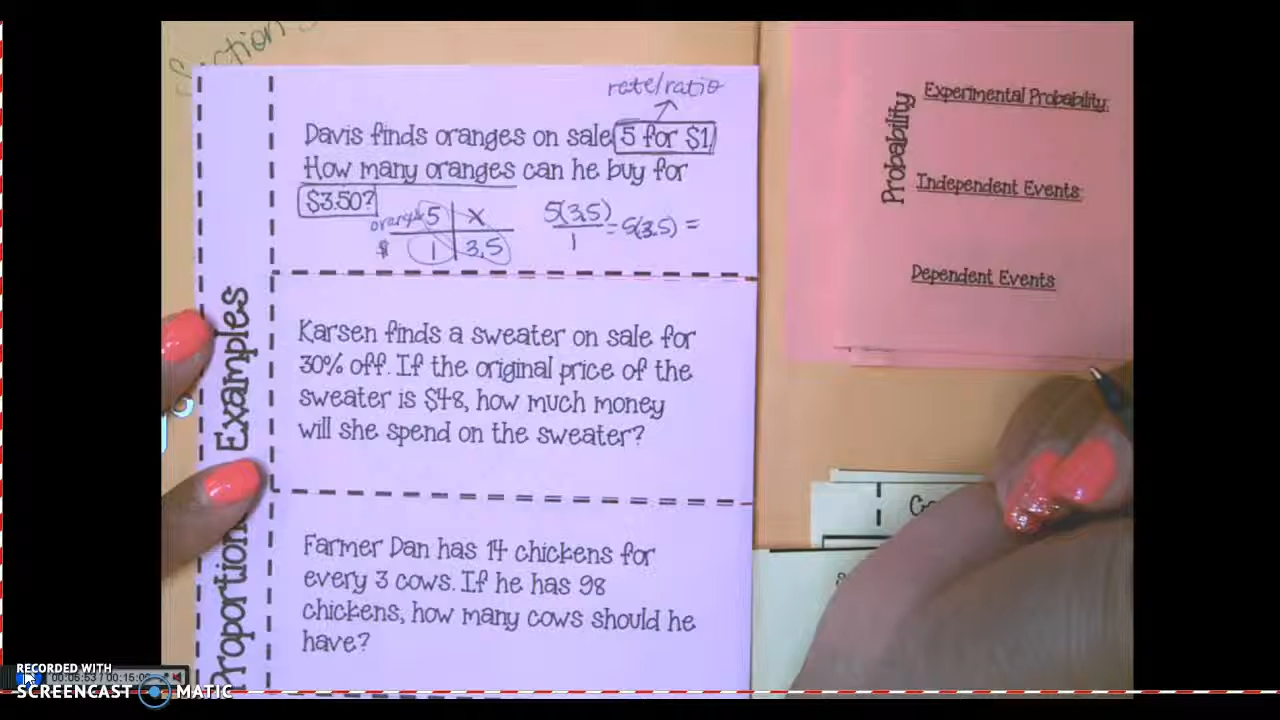 Section
rate/ratio
Davis finds oranges on sale 5 for $1.
How many oranges can he buy for
$3.50?
oranges 5 X
$ 1 3.5
5(3.5)
1
= 5(3.5) =
Karsen finds a sweater on sale for
30% off. If the original price of the
sweater is $48, how much money
will she spend on the sweater?
Farmer Dan has 14 chickens for
every 3 cows. If he has 98
chickens, how many cows should he
have?
Proportion Examples
Probability
Experimental Probability:
Independent Events:
Dependent Events
RECORDED WITH
SCREENCAST MATIC